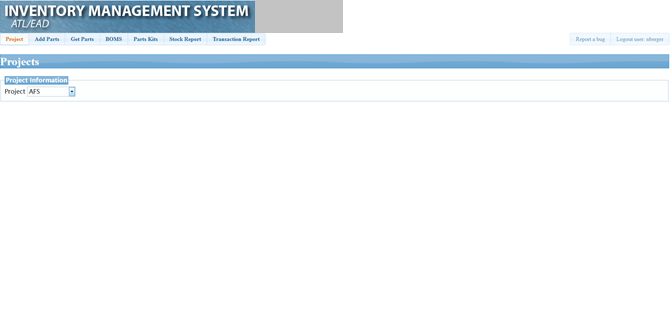 INVENTORY MANAGEMENT SYSTEM
ATL/EAD
Project Add Parts Get Parts BOMS Parts Kits Stock Report Transaction Report Report a bug Logout user: aberges
Projects
Project Information
Project AFS